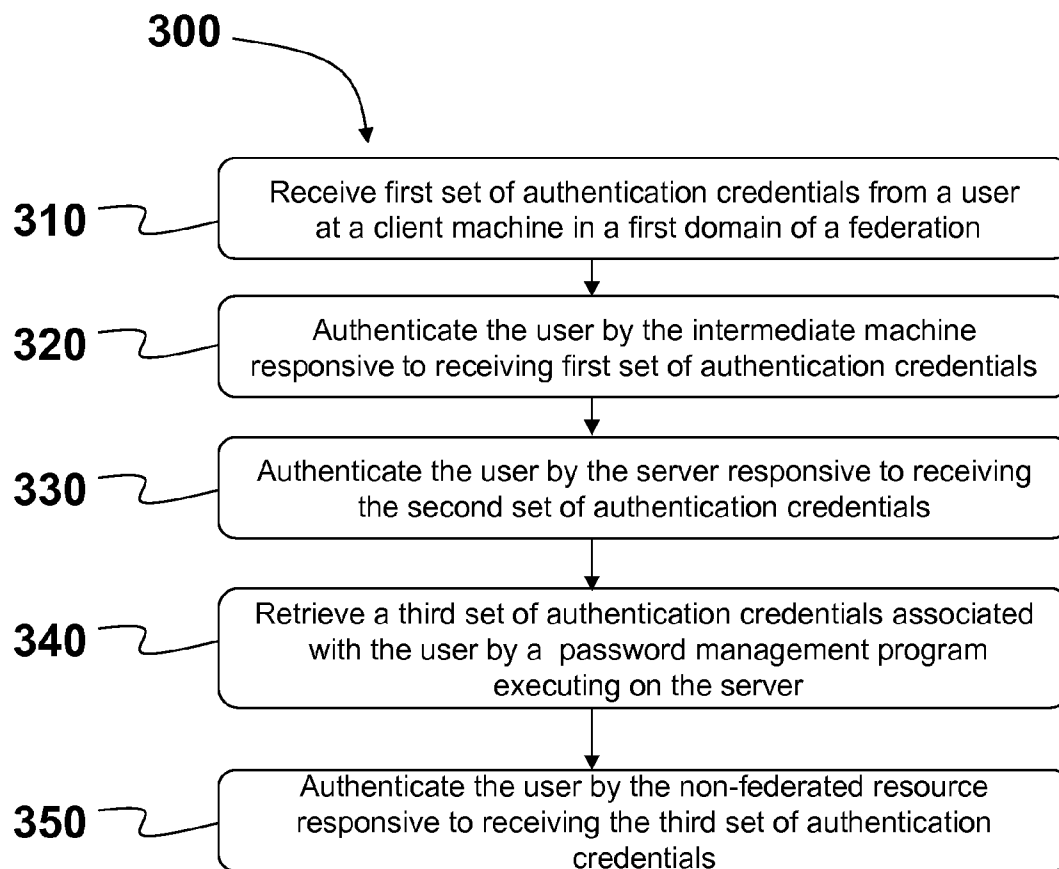 300
310
Receive first set of authentication credentials from a user
at a client machine in a first domain of a federation
320
Authenticate the user by the intermediate machine
responsive to receiving first set of authentication credentials
330
Authenticate the user by the server responsive to receiving
the second set of authentication credentials
340
Retrieve a third set of authentication credentials associated
with the user by a password management program
executing on the server
350
Authenticate the user by the non-federated resource
responsive to receiving the third set of authentication
credentials